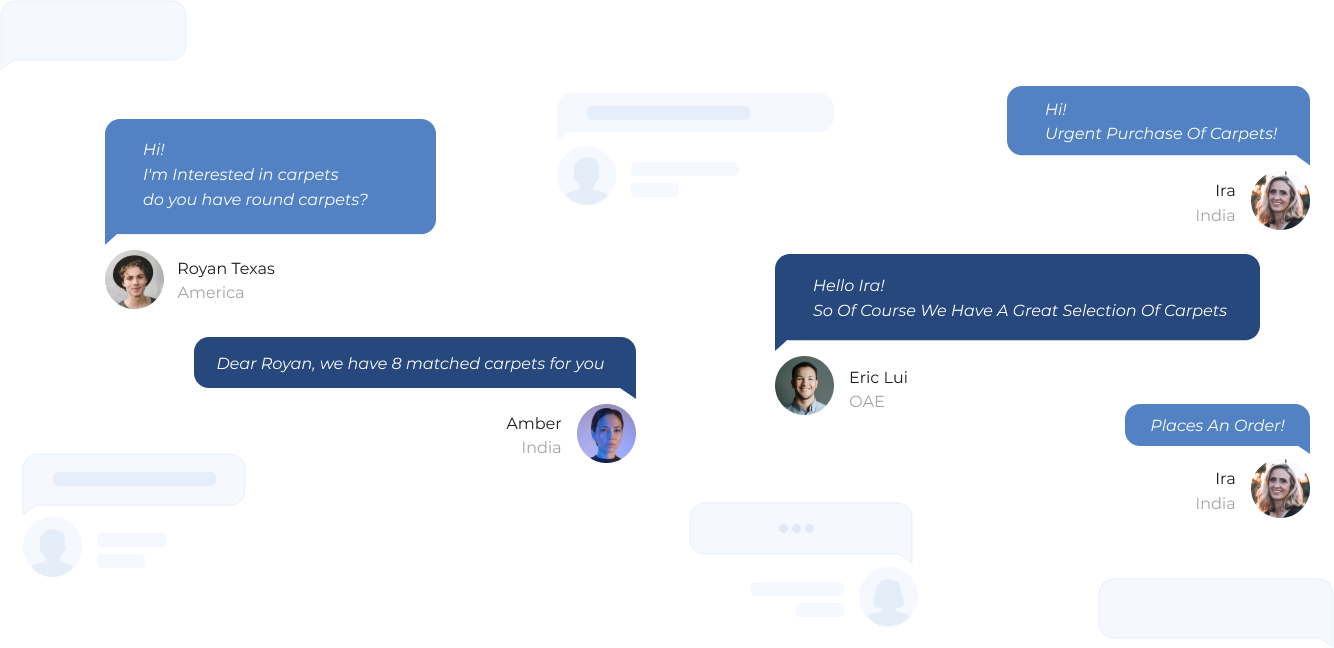 Hi!
I'm Interested in carpets
do you have round carpets?
Royan Texas
America
Dear Royan, we have 8 matched carpets for you
Amber
India
Hi!
Urgent Purchase Of Carpets!
Ira
India
Hello Ira!
So Of Course We Have A Great Selection Of Carpets
Eric Lui
OAE
Places An Order!
Ira
India